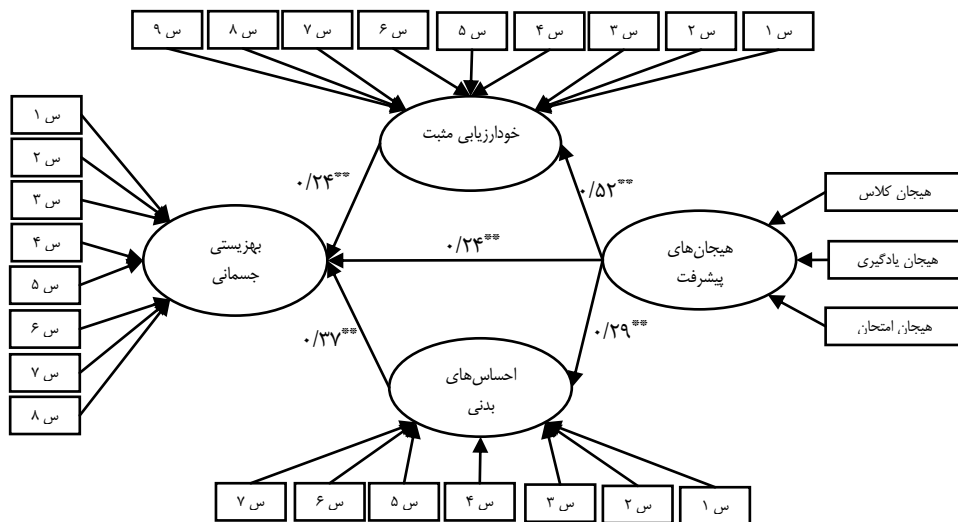 س ۱
س ۲
س ۳
س ۴
س ۵
س ۶
س ۷
س ۸
س ۹
خودارزیابی مثبت
۰/۵۲**
۰/۲۴**
هیجان کلاس
هیجان یادگیری
هیجان امتحان
هیجان‌های
پیشرفت
۰/۲۴**
بهزیستی
جسمانی
س ۱
س ۲
س ۳
س ۴
س ۵
س ۶
س ۷
س ۸
۰/۲۹**
۰/۳۷**
احساس‌های
بدنی
س ۱
س ۲
س ۳
س ۴
س ۵
س ۶
س ۷